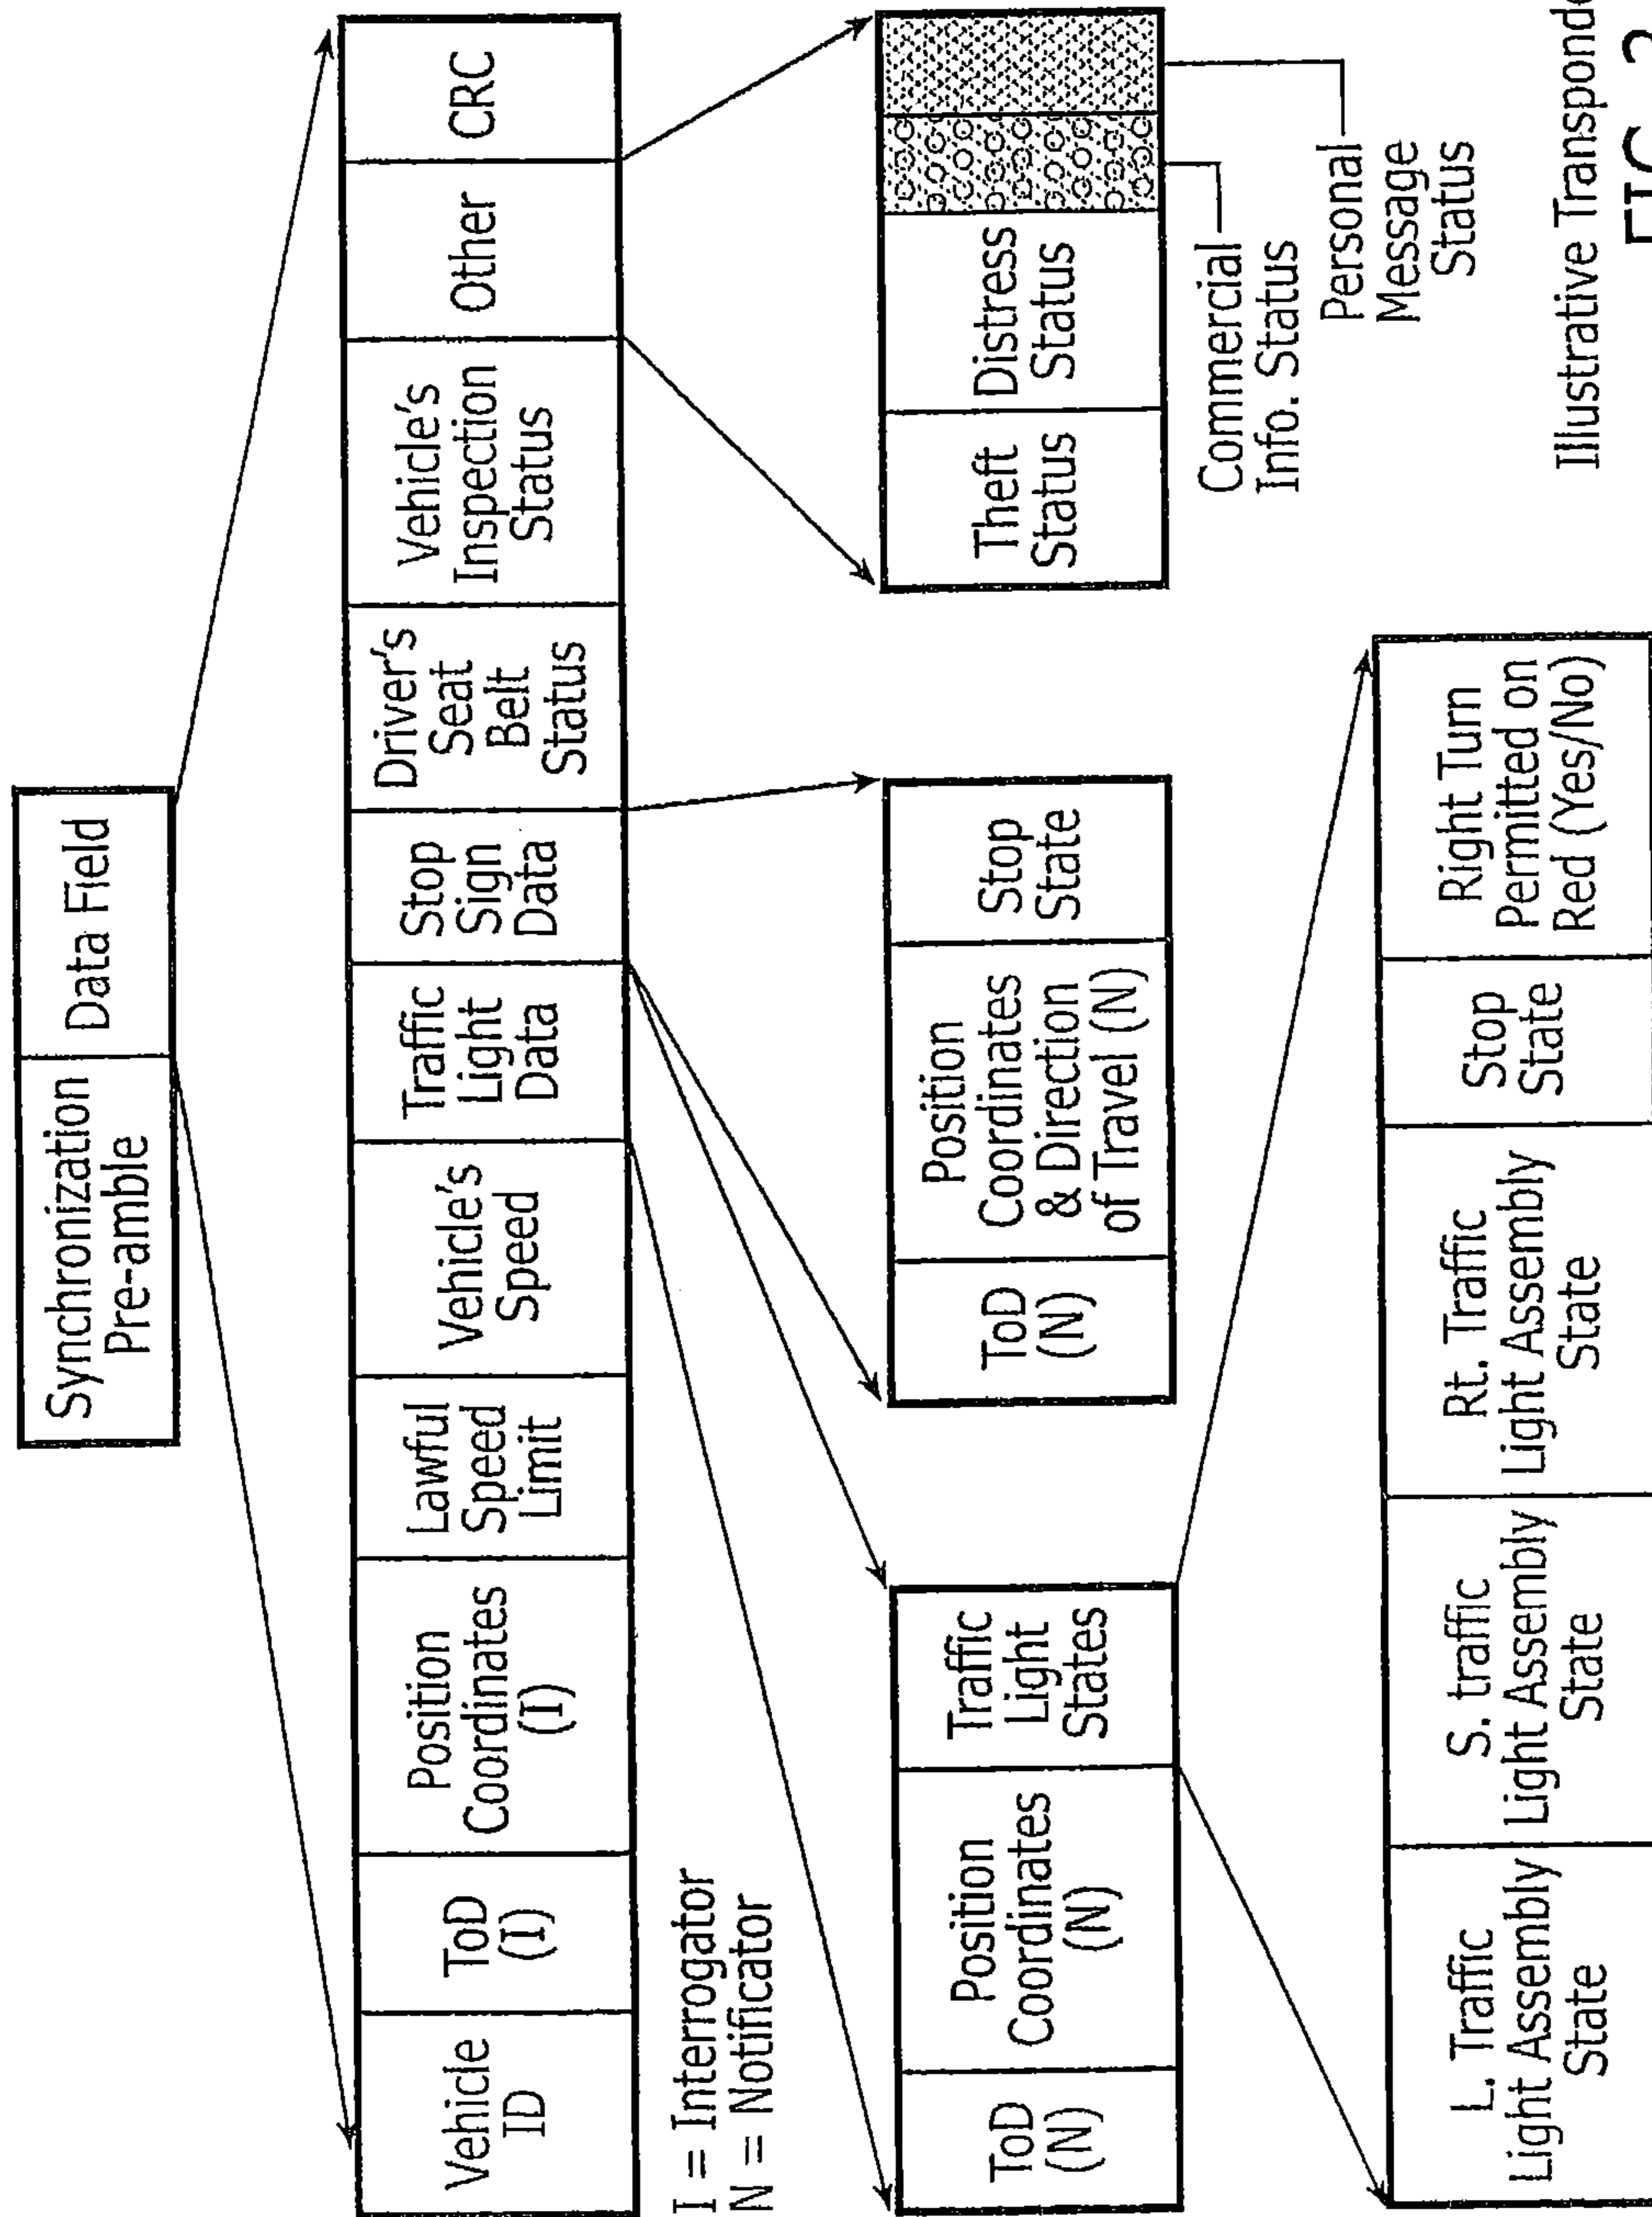 Synchronization
Pre-amble
Data Field
Vehicle
ID
ToD
(I)
Position
Coordinates
(I)
Lawful
Speed
Limit
Vehicle's
Speed
Traffic
Light
Data
Stop
Sign
Data
Driver's
Seat
Belt
Status
Vehicle's
Inspection
Status
Other
CRC
I = Interrogator
N = Notificator
ToD
(N)
Position
Coordinates
(N)
Traffic
Light
States
ToD
(N)
Position
Coordinates
& Direction
of Travel (N)
Stop
State
Theft
Status
Distress
Status
Commercial
Info. Status
Personal
Message
Status
L. Traffic
Light Assembly
State
S. traffic
Light Assembly
State
Rt. Traffic
Light Assembly
State
Stop
State
Right Turn
Permitted on
Red (Yes/No)
Illustrative